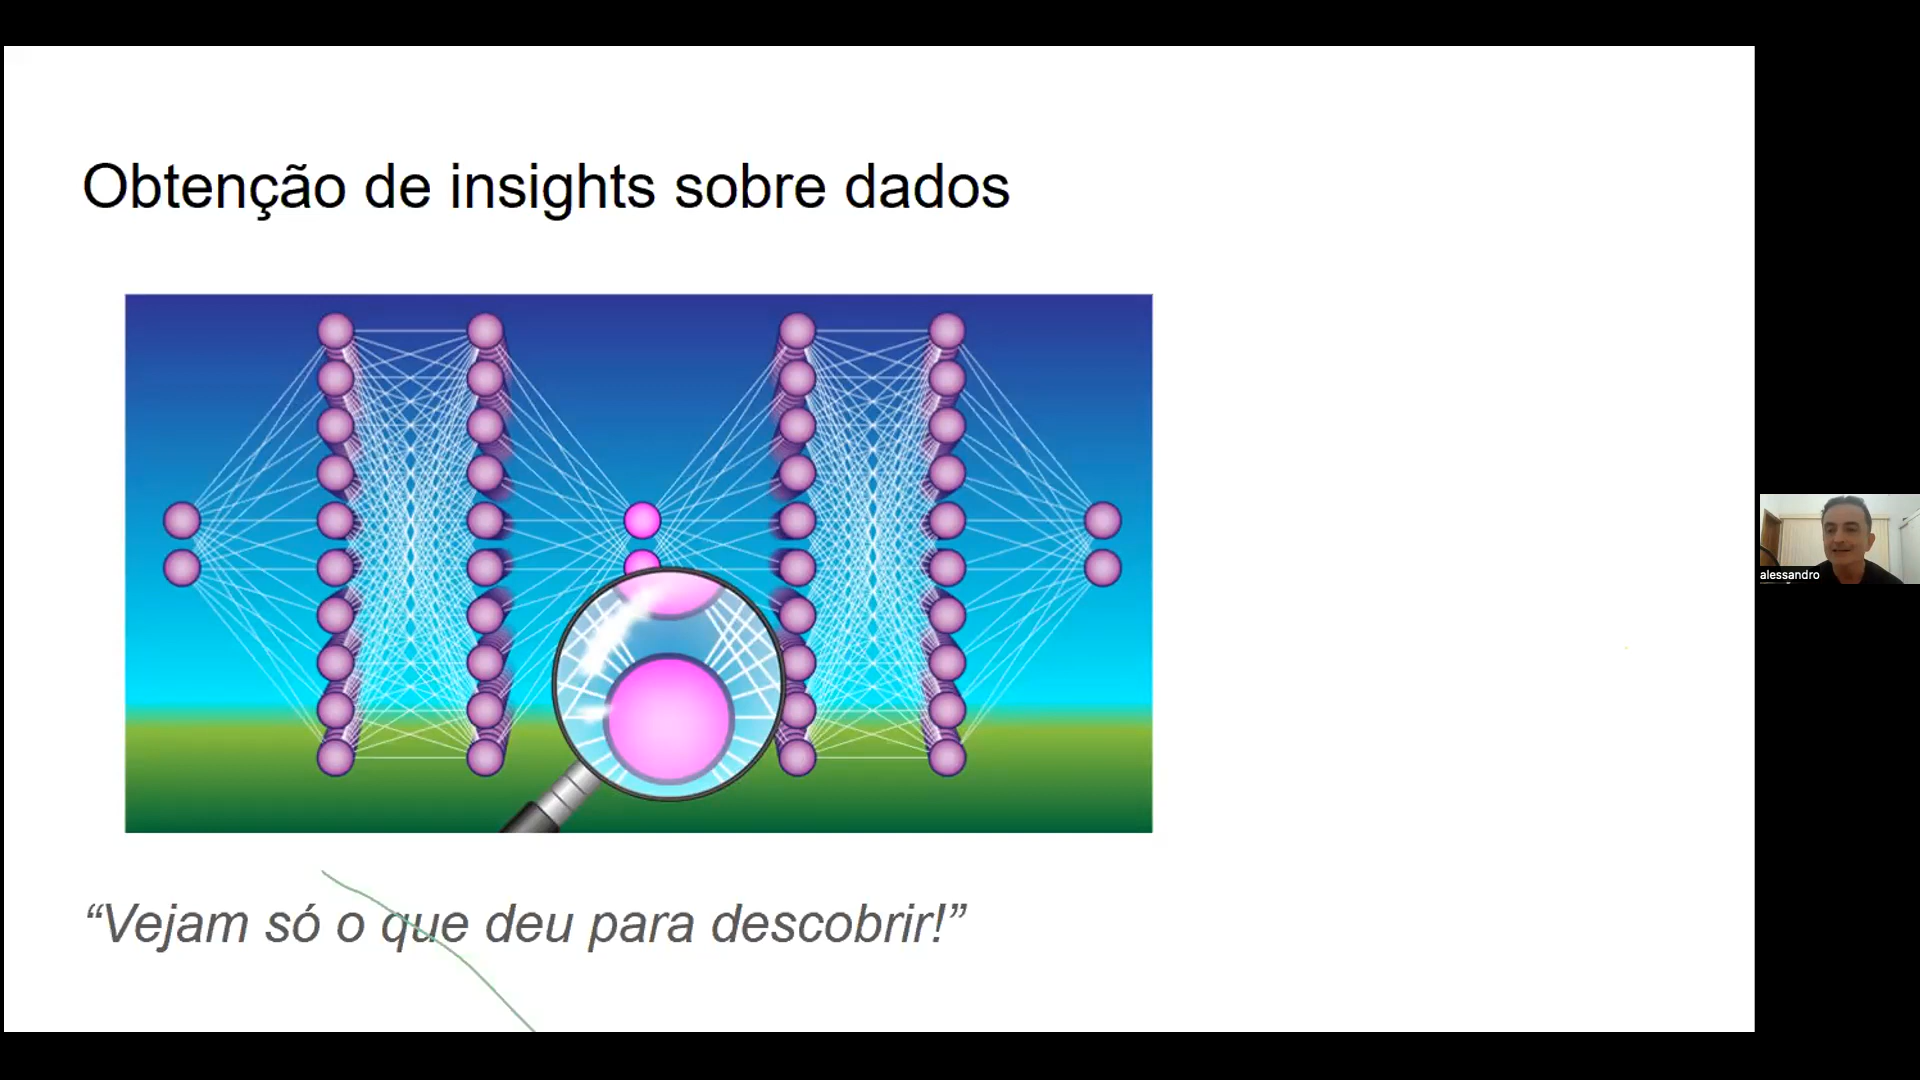 Obtenção de insights sobre dados
“Vejam só o que deu para descobrir!”
alessandro